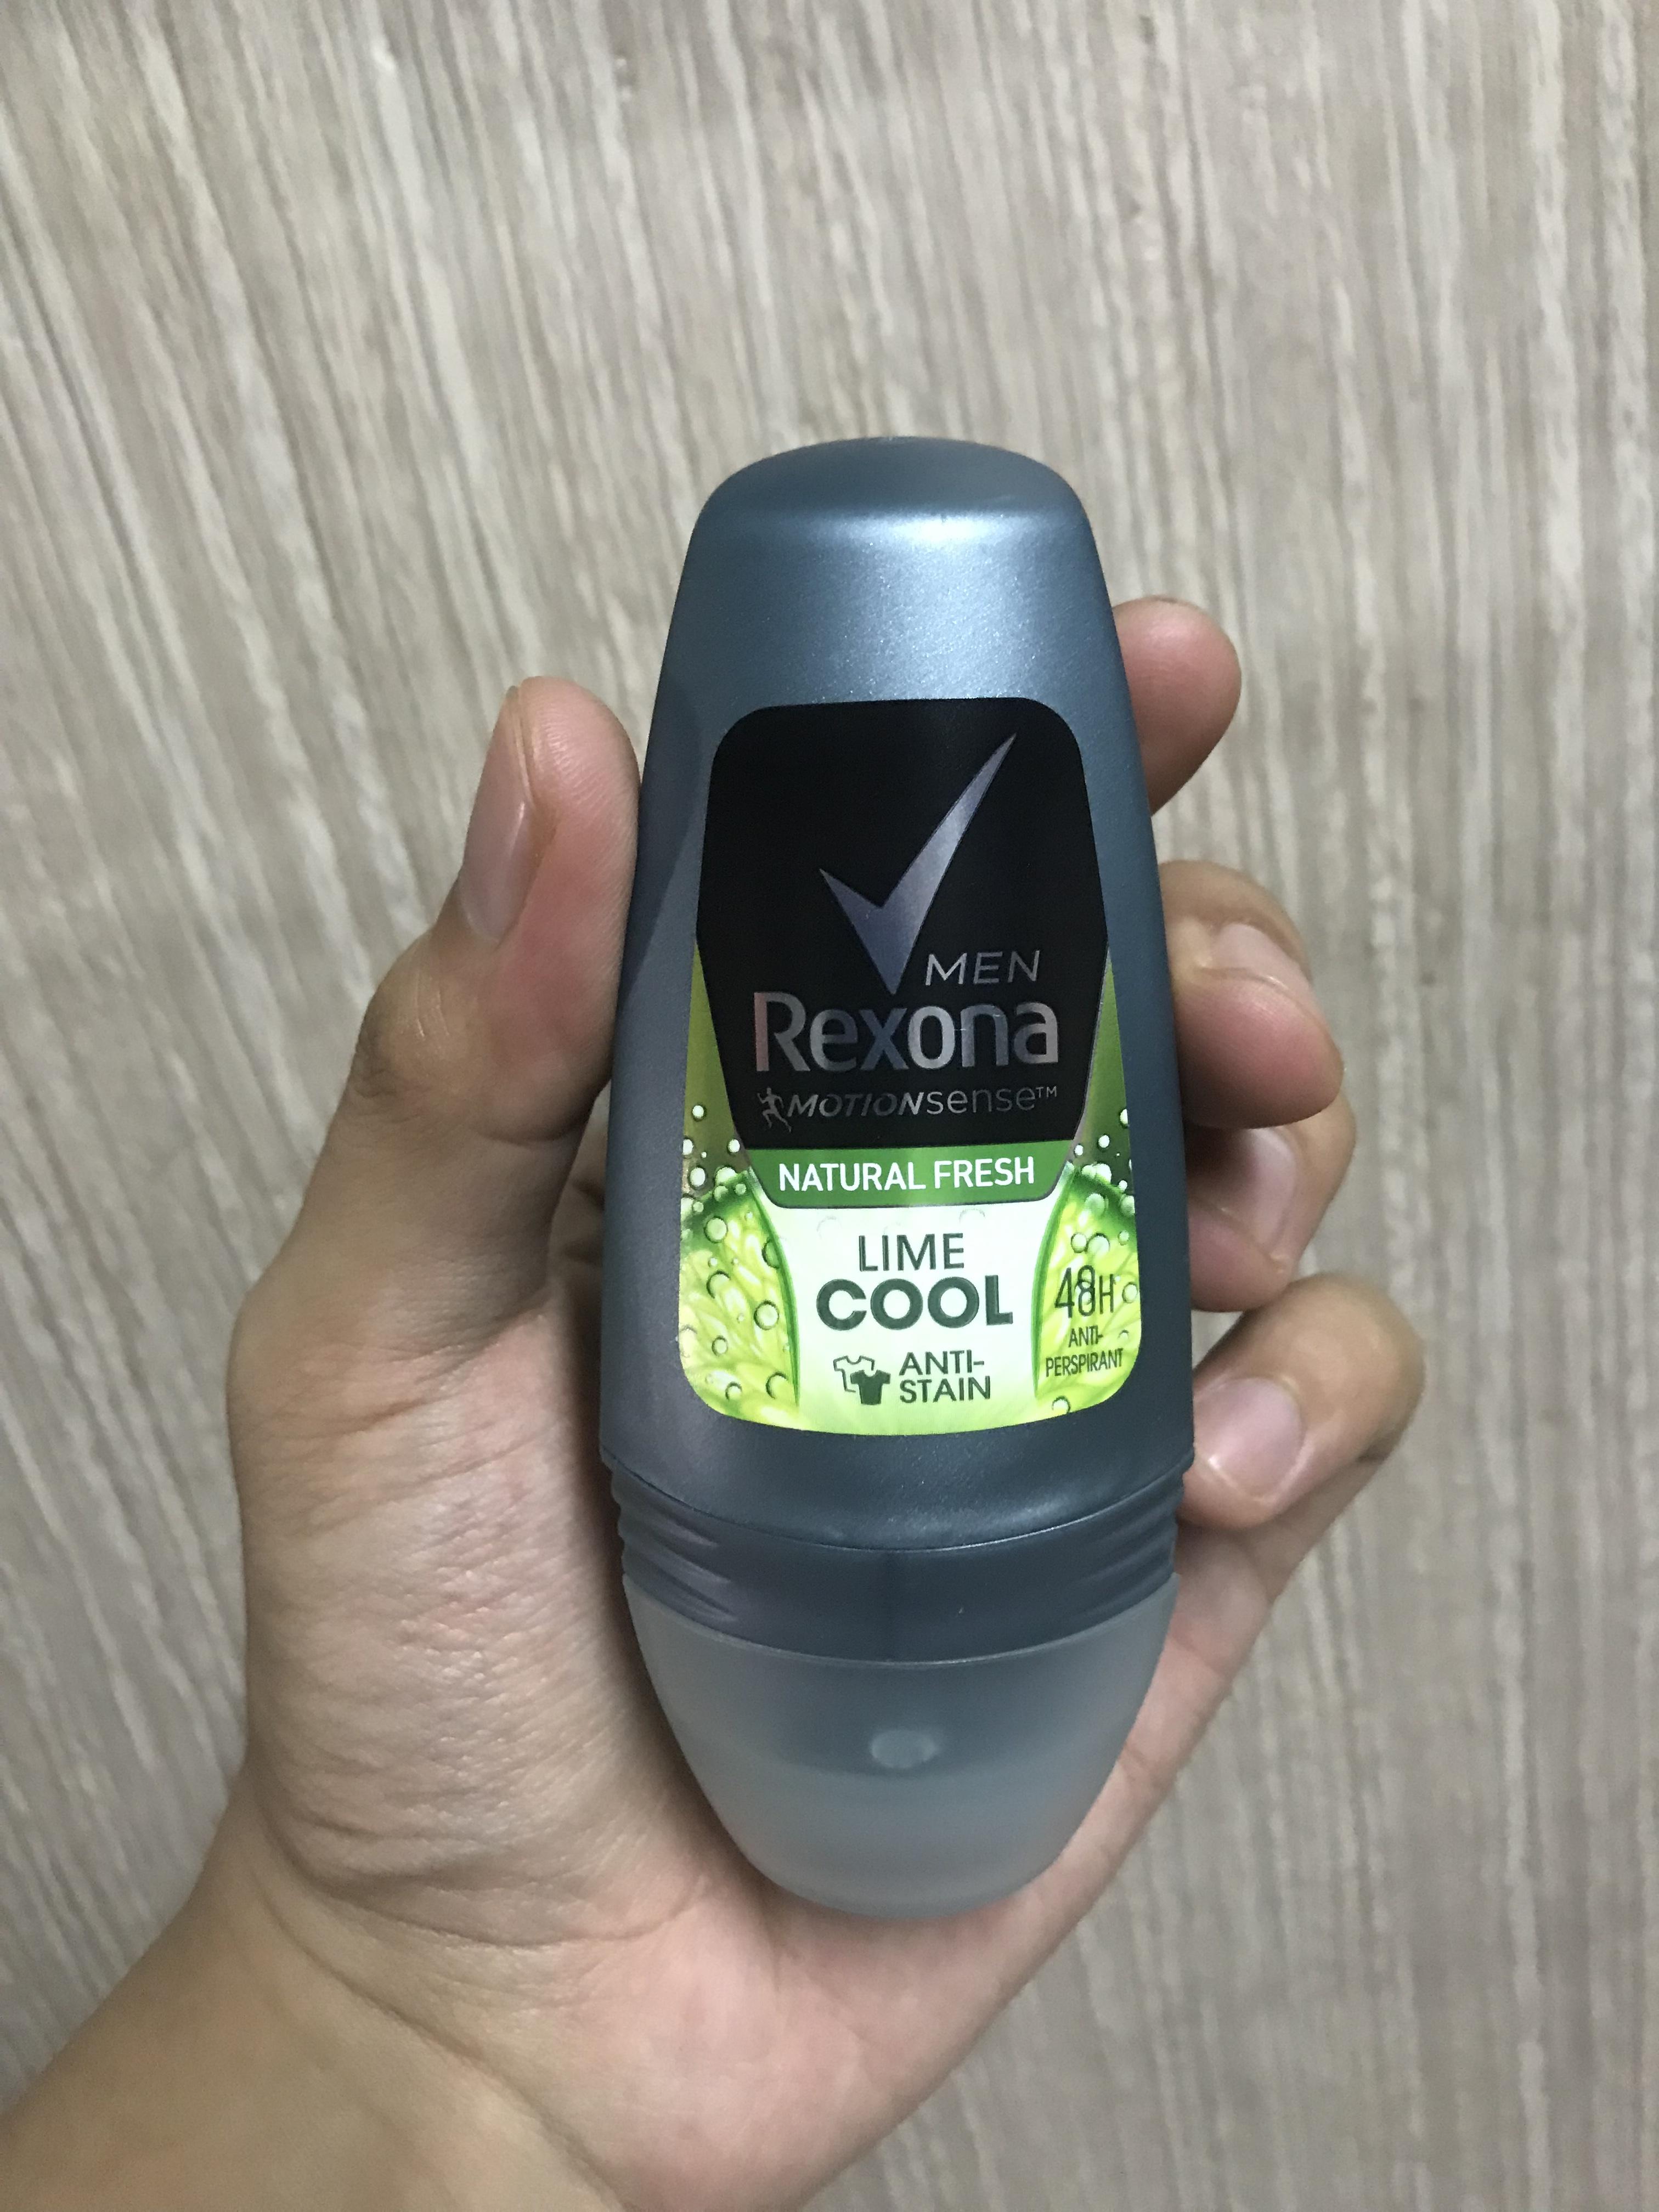 MEN
Rexona
MOTIONsense™
NATURAL FRESH
LIME
COOL
ANTI-
STAIN
48H
ANTI-
PERSPIRANT